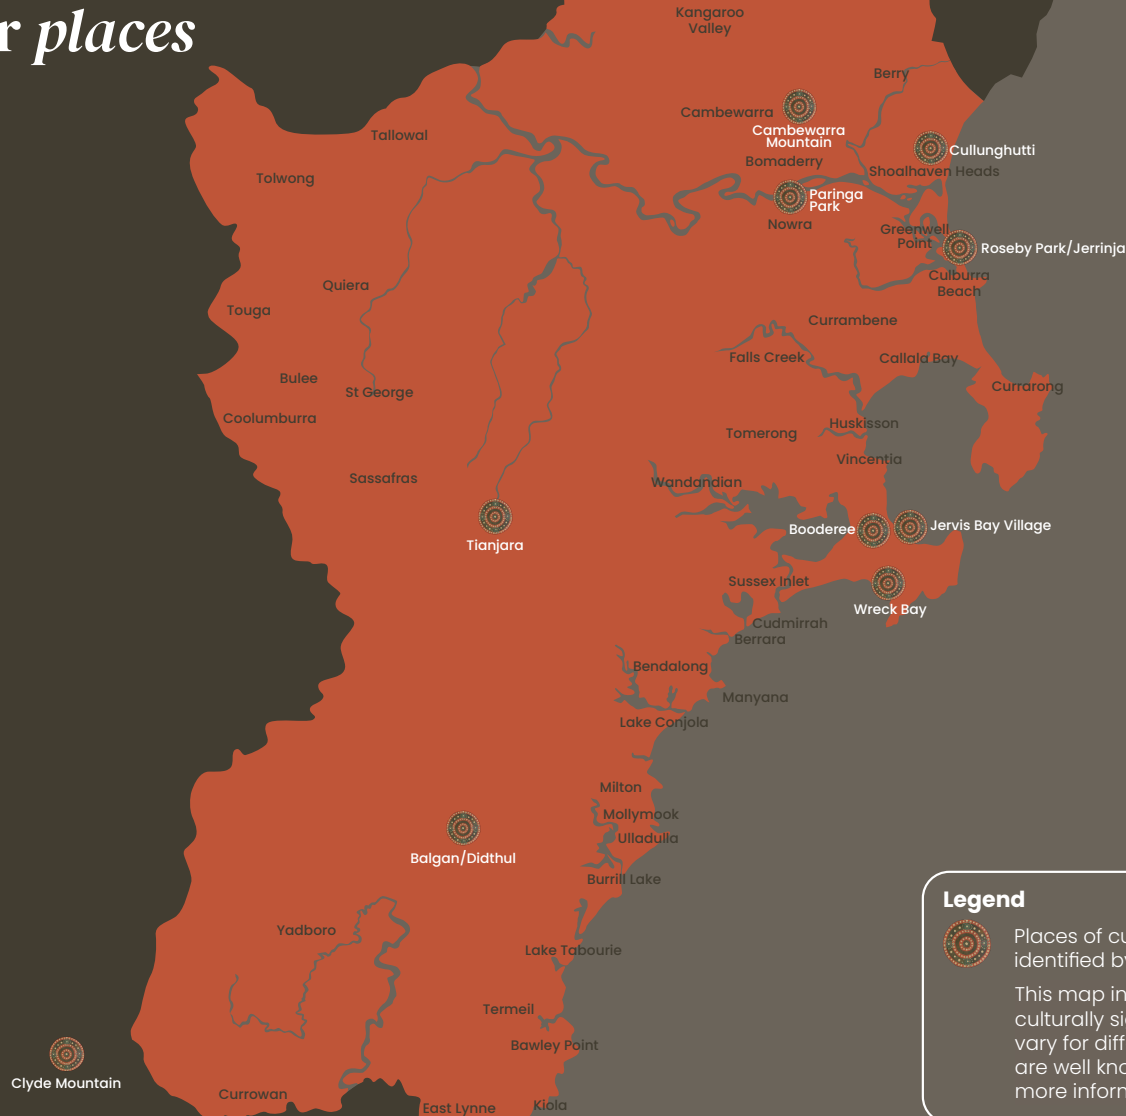 r places
Kangaroo
Valley
Berry
Cambewarra
Cambewarra
Mountain
Tallowal
Cullunghutti
Bomaderry
Shoalhaven Heads
Tolwong
Paringa
Park
Nowra
Greenwell
Point
Roseby Park/Jerrinja
Culburra
Beach
Quiera
Touga
Currambene
Falls Creek
Callala Bay
Bulee
St George
Currarong
Coolumburra
Huskisson
Tomerong
Vincentia
Sassafras
Wandandian
Booderee
Jervis Bay Village
Tianjara
Sussex Inlet
Wreck Bay
Cudmirrah
Berrara
Bendalong
Manyana
Lake Conjola
Milton
Mollymook
Ulladulla
Balgan/Didthul
Burrill Lake
Yadboro
Lake Tabourie
Termeil
Bawley Point
Clyde Mountain
Currowan
East Lynne
Kiola
Legend
Places of cu
identified by
This map in
culturally si
vary for diff
are well kno
more inforn